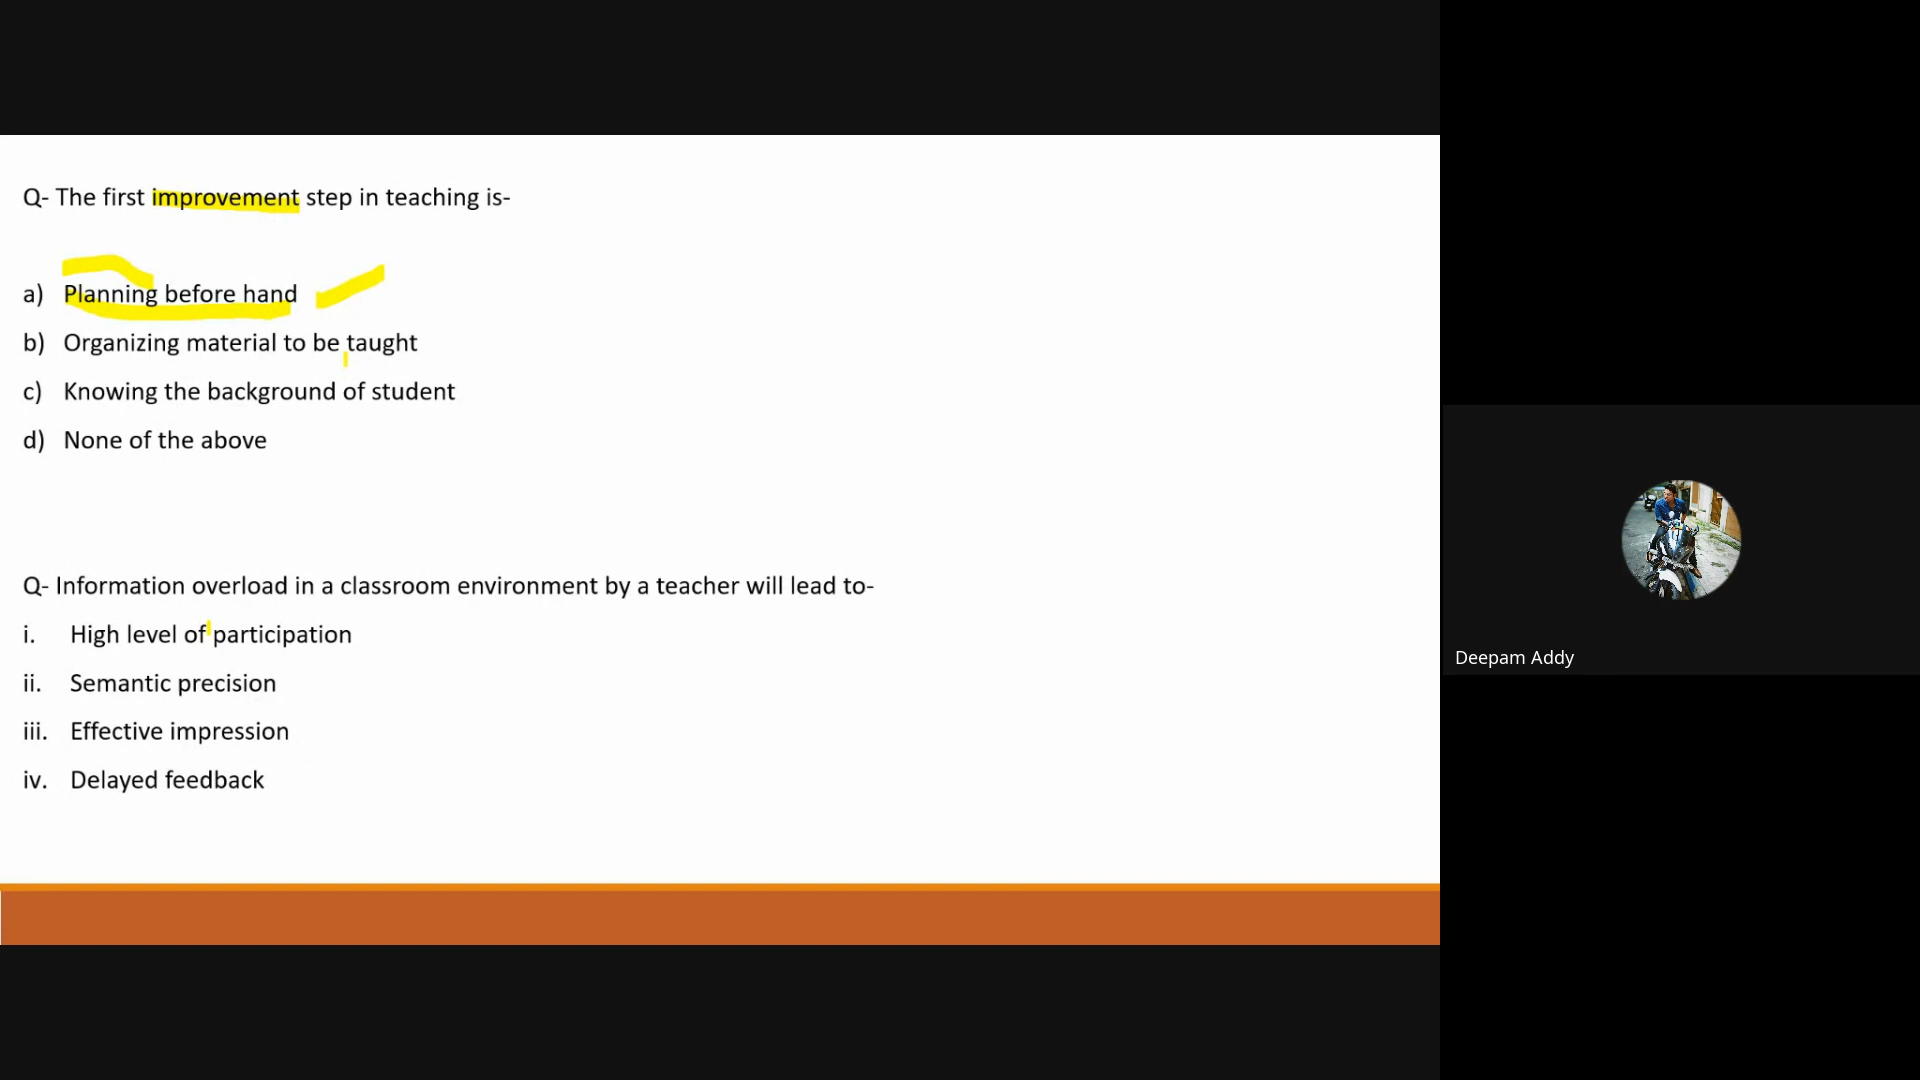 Q- The first improvement step in teaching is-
a) Planning before hand
b) Organizing material to be taught
c) Knowing the background of student
d) None of the above
Q- Information overload in a classroom environment by a teacher will lead to-
i. High level of participation
ii. Semantic precision
iii. Effective impression
iv. Delayed feedback
Deepam Addy